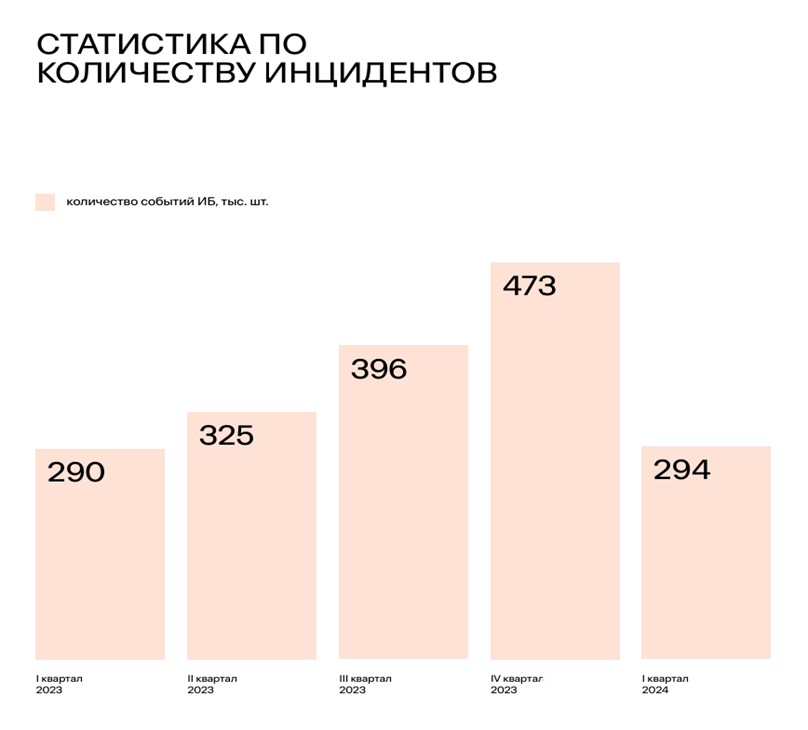 СТАТИСТИКА ПО
КОЛИЧЕСТВУ ИНЦИДЕНТОВ
количество событий ИБ, тыс. шт.
290
325
396
473
294
I квартал
2023
II квартал
2023
III квартал
2023
IV квартал
2023
I квартал
2024